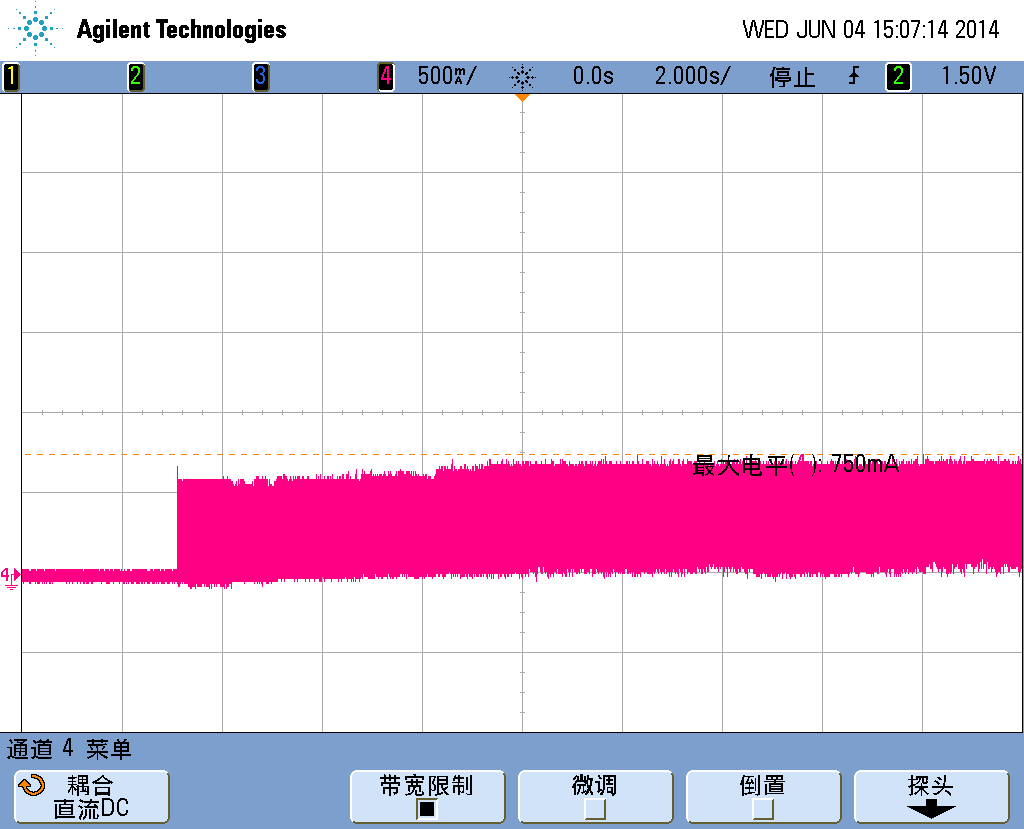 Agilent Technologies WED JUN 04 15:07:14 2014
1 2 3 4 500m/ 0.0s 2.000s/ 停止 2 1.50V
最大电平(4): 750mA
4
通道 4 菜单
耦合 带宽限制 微调 倒置 探头
直流DC